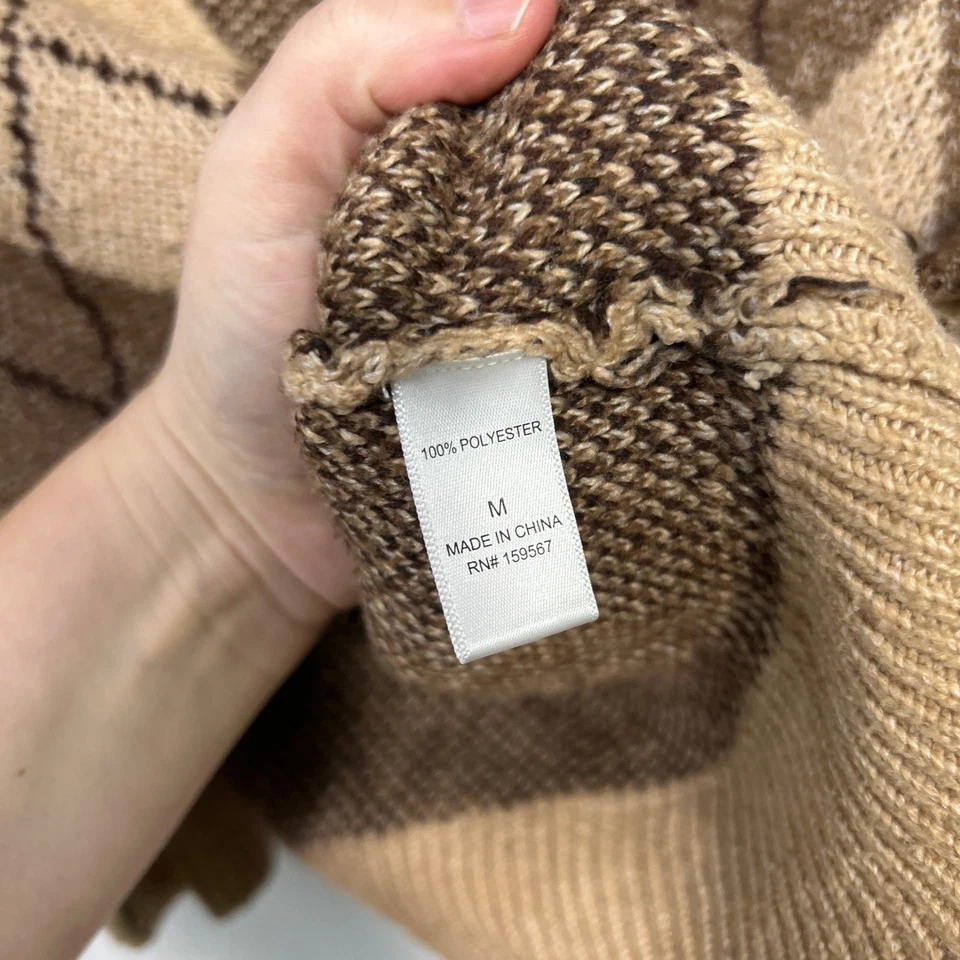 100% POLYESTER
M
MADE IN CHINA
RN# 159567